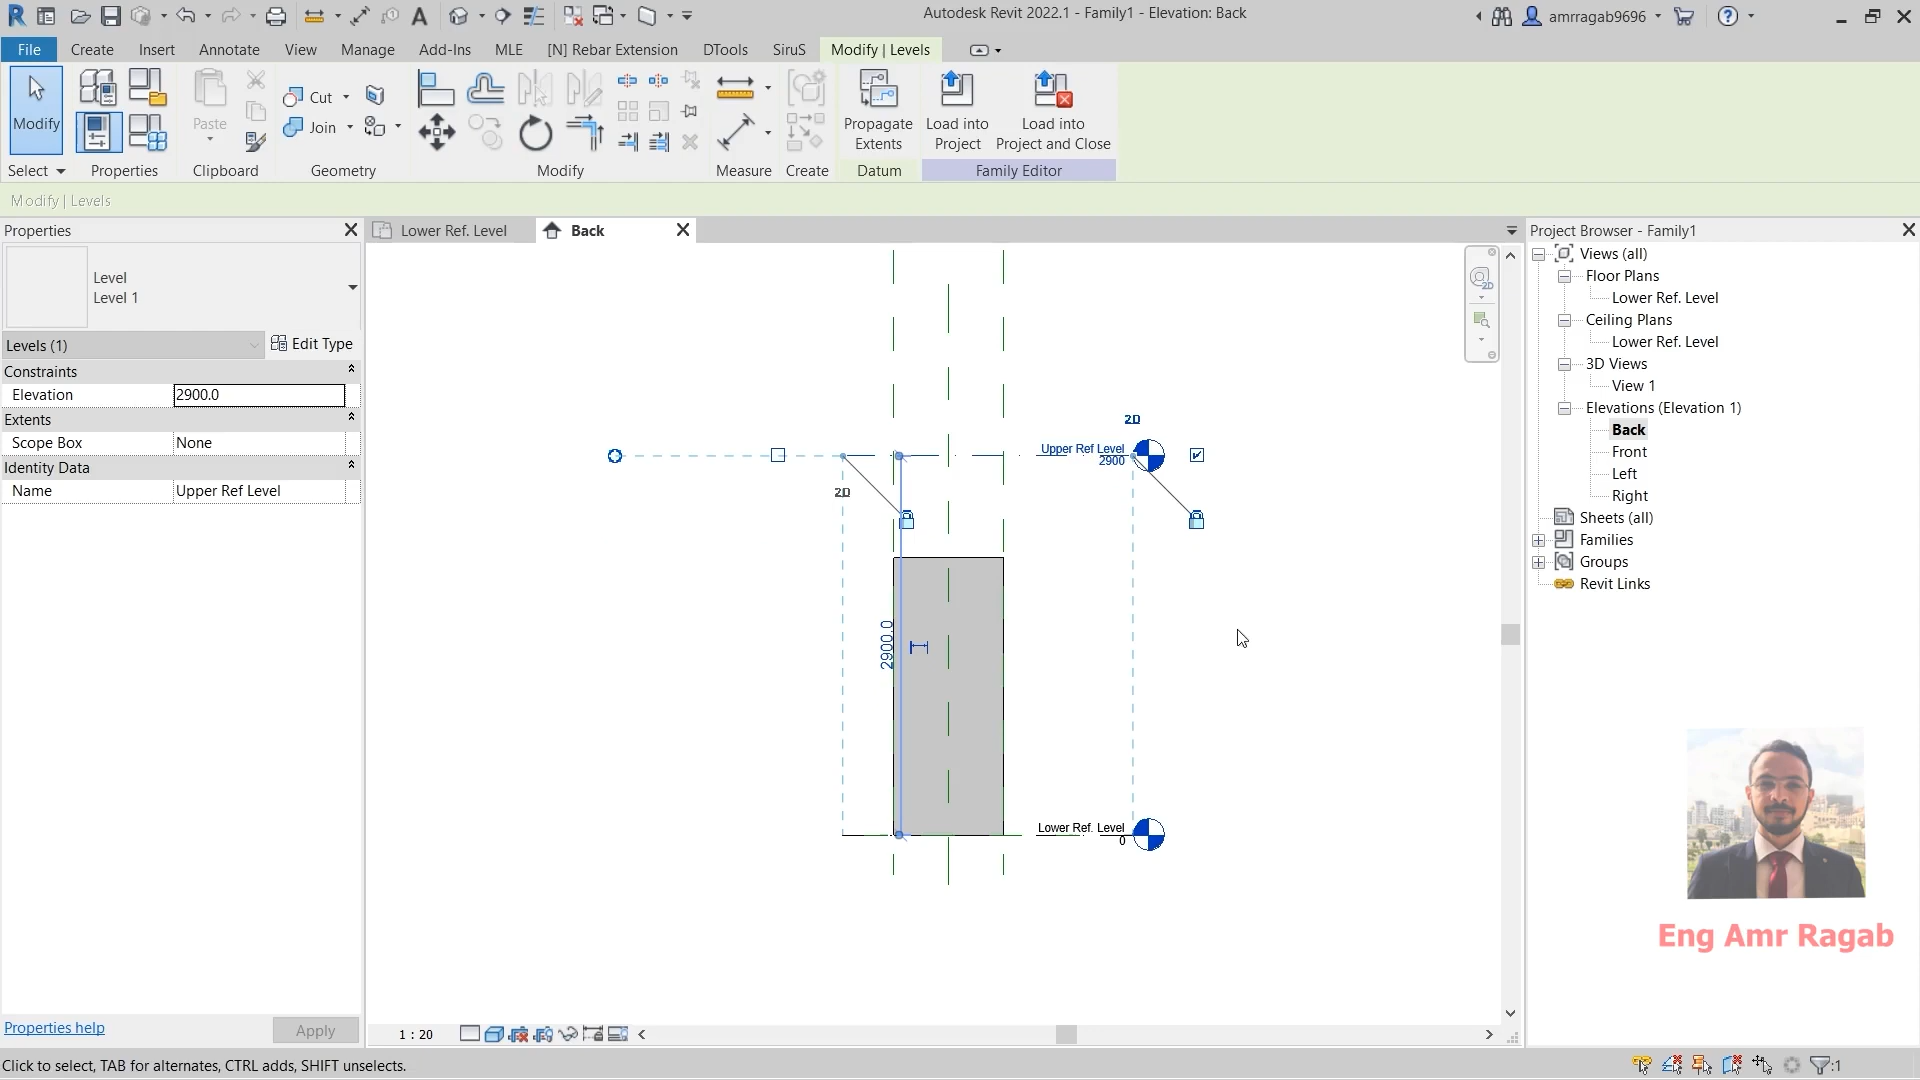 Autodesk Revit 2022.1 - Family1 - Elevation: Back
amrragab9696
File Create Insert Annotate View Manage Add-Ins MLE [N] Rebar Extension DTools SiruS Modify | Levels
Modify
Paste
Cut
Join
Propagate Extents
Load into Project
Load into Project and Close
Select Properties Clipboard Geometry Modify Measure Create Datum Family Editor
Modify | Levels
Properties
Level
Level 1
Levels (1)
Edit Type
Constraints
Elevation 2900.0
Extents
Scope Box None
Identity Data
Name Upper Ref Level
Properties help
Apply
Lower Ref. Level
Back
2D
Upper Ref Level
2900
2D
2900.0
Lower Ref. Level
0
2D
1 : 20
Project Browser - Family1
Views (all)
Floor Plans
Lower Ref. Level
Ceiling Plans
Lower Ref. Level
3D Views
View 1
Elevations (Elevation 1)
Back
Front
Left
Right
Sheets (all)
Families
Groups
Revit Links
Eng Amr Ragab
Click to select, TAB for alternates, CTRL adds, SHIFT unselects.
:1